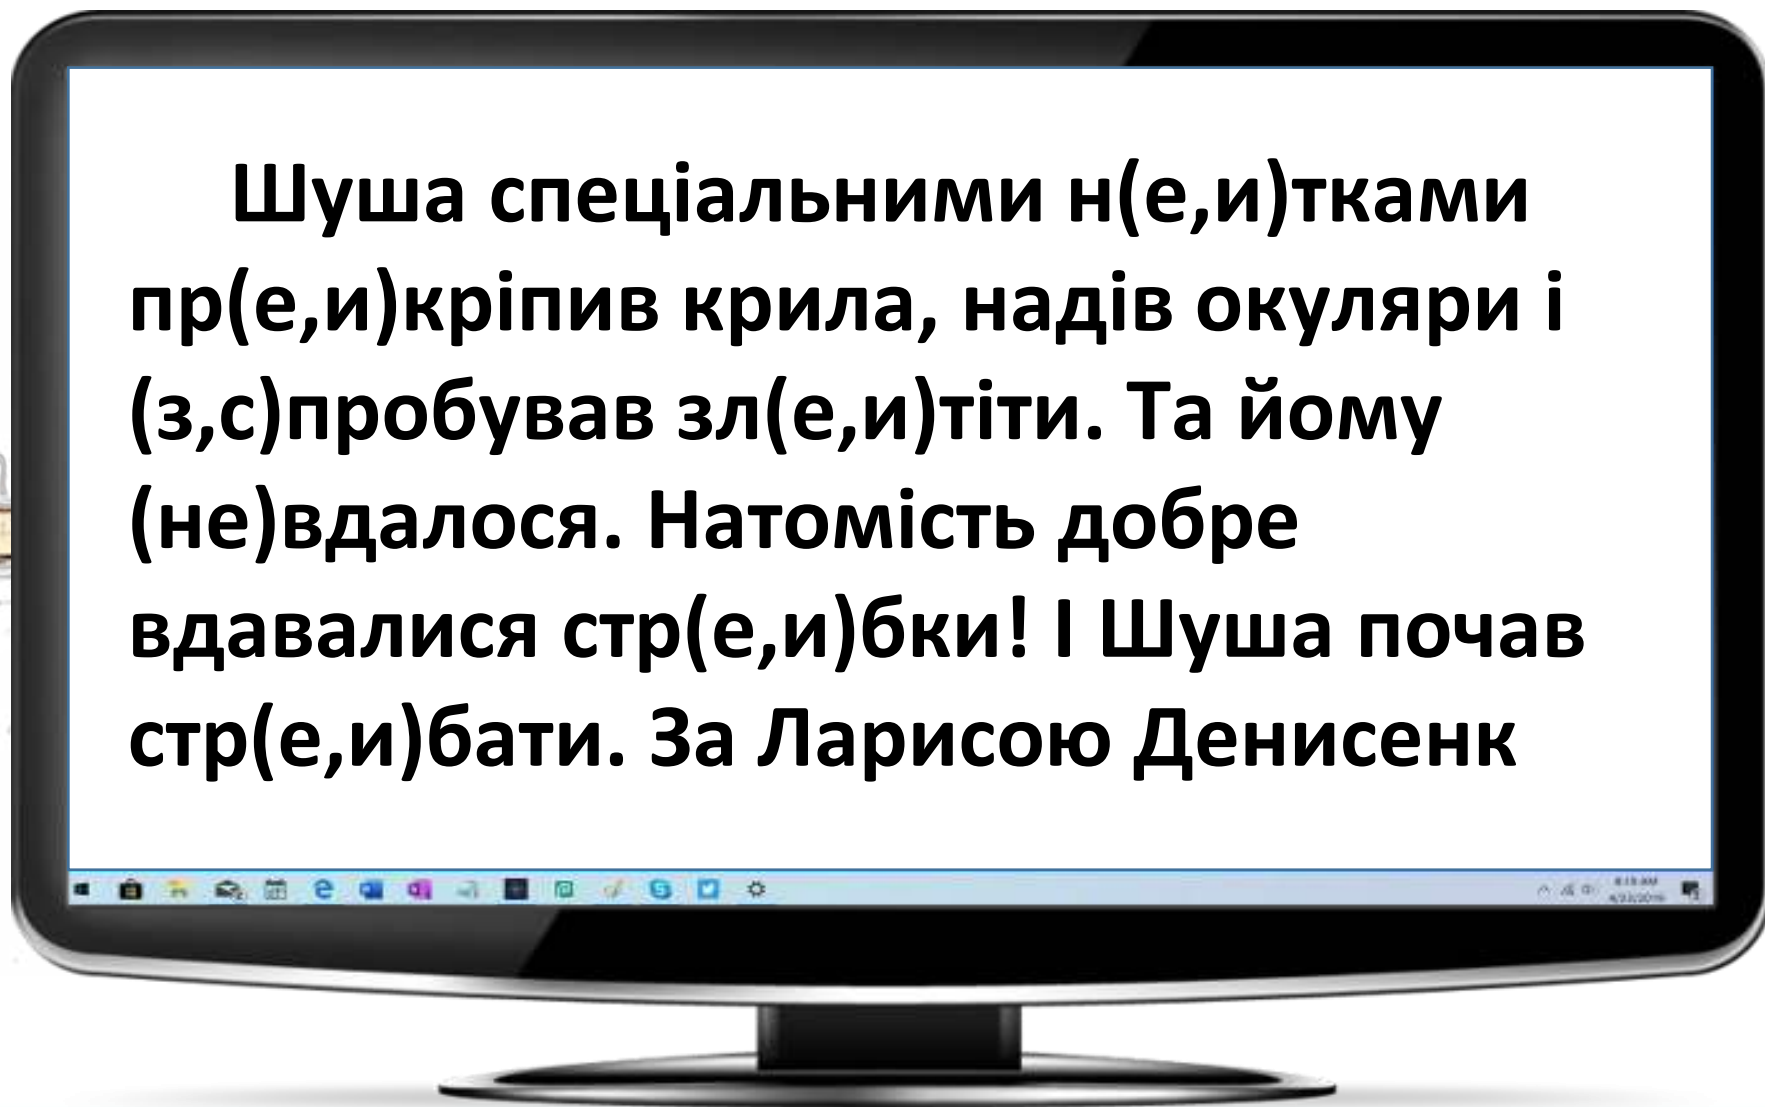 Шуша спеціальними н(е,и)тками
пр(е,и)кріпив крила, надів окуляри і
(з,с)пробував зл(е,и)тіти. Та йому
(не)вдалося. Натомість добре
вдавалися стр(е,и)бки! І Шуша почав
стр(е,и)бати. За Ларисою Денисенк